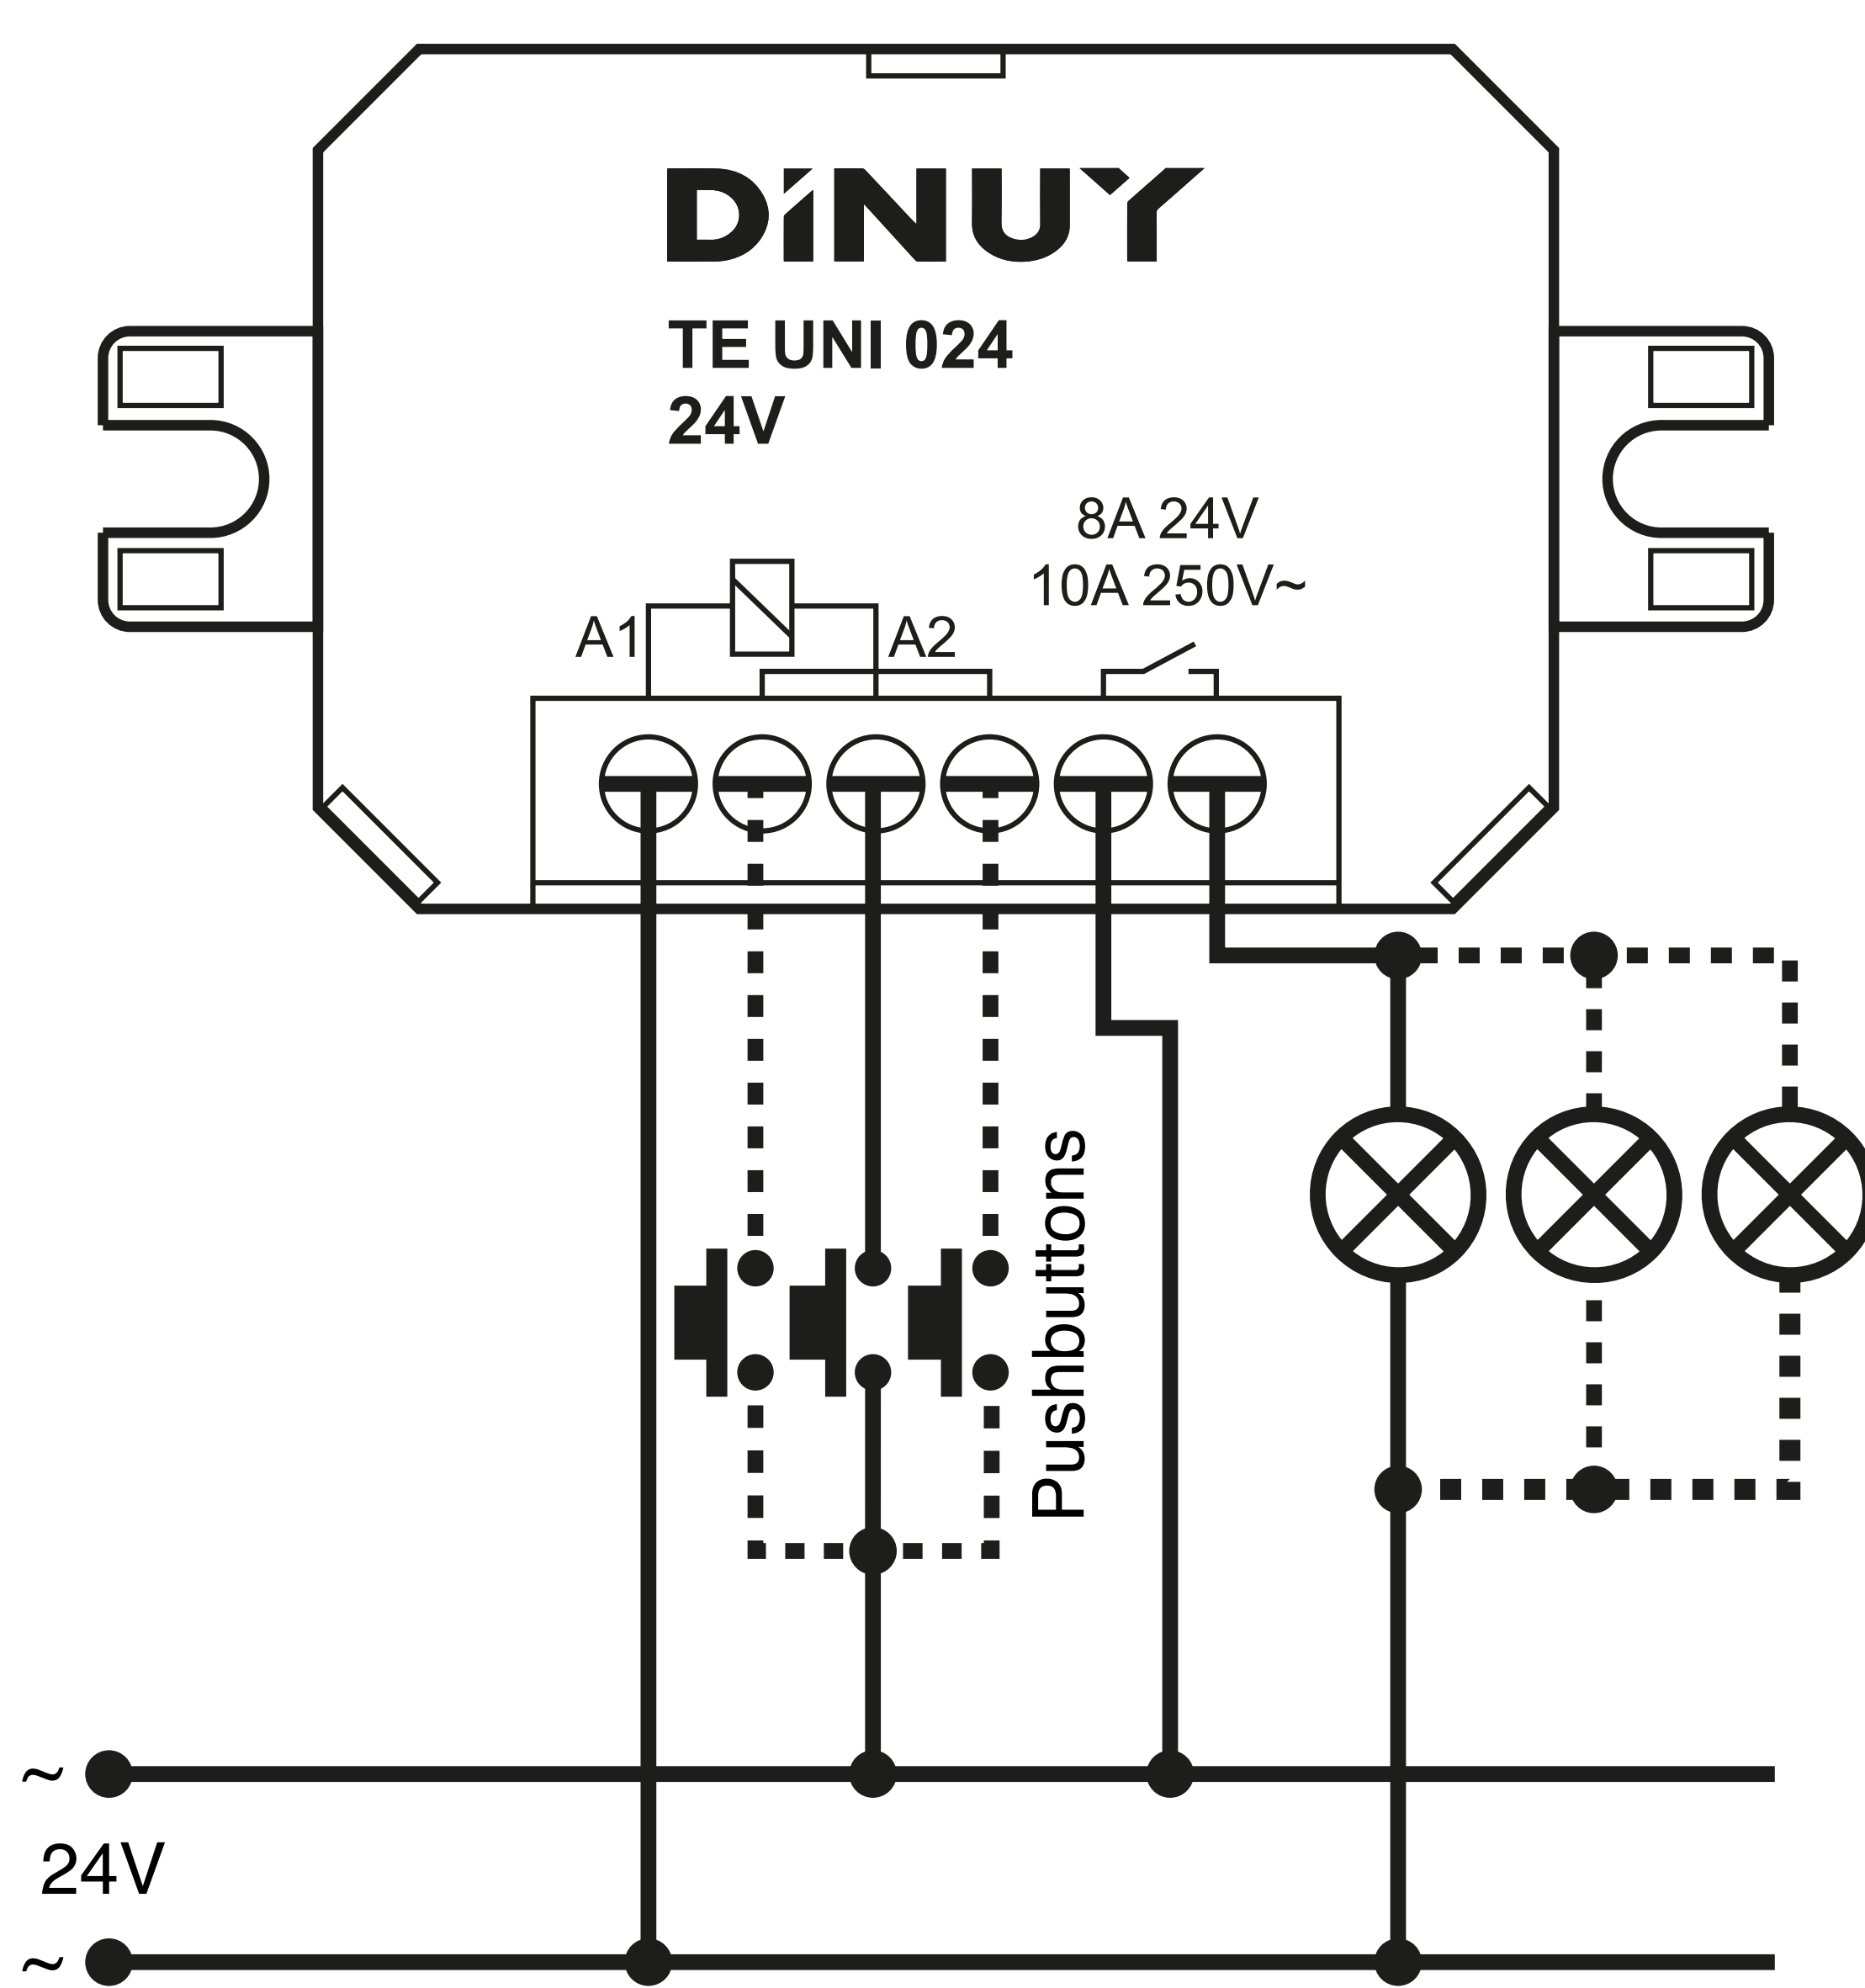 DINUY
TE UNI 024
24V
8A 24V
10A 250V~
A1
A2
Pushbuttons
~
24V
~